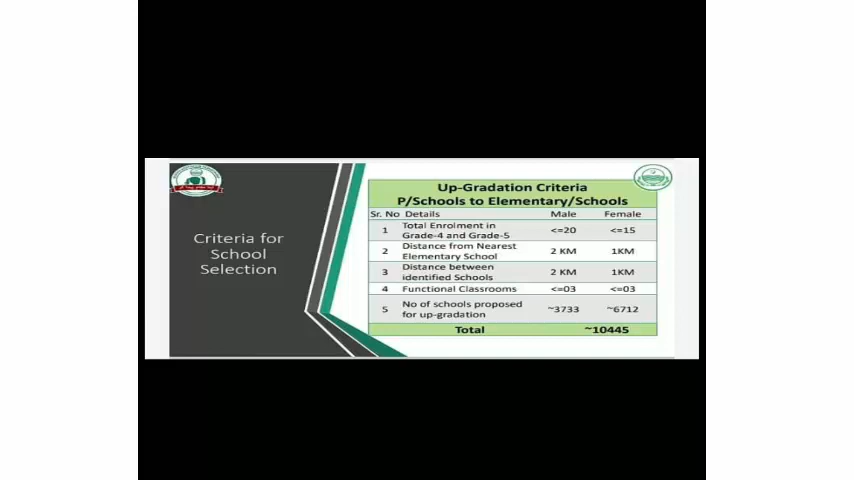 Criteria for
School
Selection
Up-Gradation Criteria
P/Schools to Elementary/Schools
Sr. No Details Male Female
1 Total Enrolment in Grade-4 and Grade-5 <=20 <=15
2 Distance from Nearest Elementary School 2 KM 1KM
3 Distance between identified Schools 2 KM 1KM
4 Functional Classrooms <=03 <=03
5 No of schools proposed for up-gradation ~3733 ~6712
Total ~10445